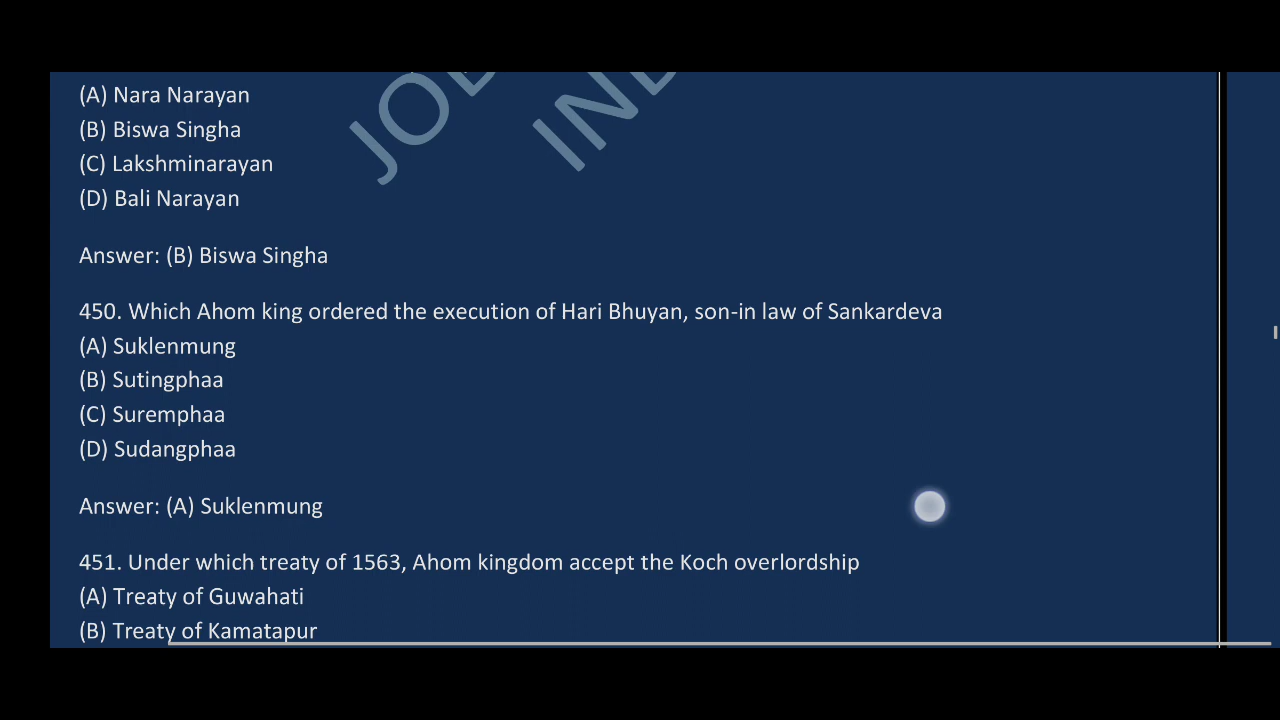 JOB
IND
(A) Nara Narayan
(B) Biswa Singha
(C) Lakshminarayan
(D) Bali Narayan
Answer: (B) Biswa Singha
450. Which Ahom king ordered the execution of Hari Bhuyan, son-in law of Sankardeva
(A) Suklenmung
(B) Sutingphaa
(C) Suremphaa
(D) Sudangphaa
Answer: (A) Suklenmung
451. Under which treaty of 1563, Ahom kingdom accept the Koch overlordship
(A) Treaty of Guwahati
(B) Treaty of Kamatapur